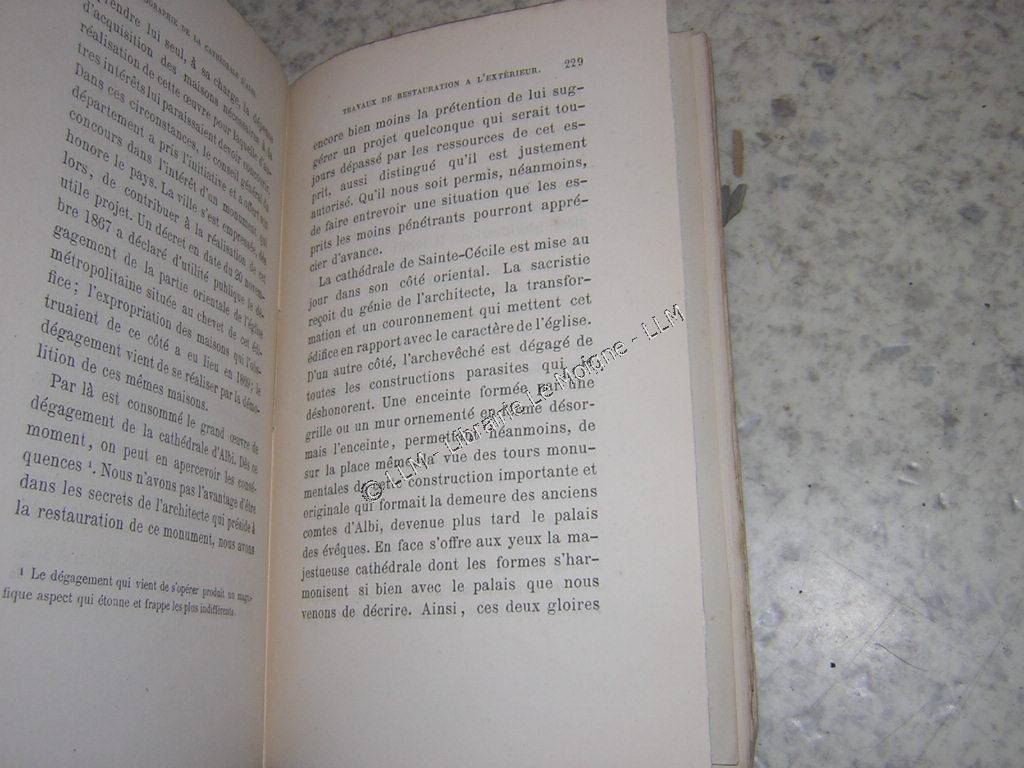 OGRAPHIE DE LA CATHÉDRALE D'ALBI.
prendre lui seul, à sa charge, la dépense
d'acquisition des maisons nécessaires à la
réalisation de cette œuvre pour laquelle d'au-
tres intérêts lui paraissaient devoir concourir.
Dans ces circonstances, le conseil général du
département a pris l'initiative et a offert son
concours dans l'intérêt d'un monument qui
honore le pays. La ville s'est empressée, dès
lors, de contribuer à la réalisation de cet
utile projet. Un décret en date du 20 novem-
bre 1867 a déclaré d'utilité publique le dé-
gagement de la partie orientale de l'église
métropolitaine située au chevet de cet édi-
fice; l'expropriation des maisons qui l'obs-
truaient de ce côté a eu lieu en 1869; le
dégagement vient de se réaliser par la démo-
lition de ces mêmes maisons.
Par là est consommé le grand œuvre de
dégagement de la cathédrale d'Albi. Dès ce
moment, on peut en apercevoir les consé-
quences ¹. Nous n'avons pas l'avantage d'être
dans les secrets de l'architecte qui préside à
la restauration de ce monument, nous avons
1 Le dégagement qui vient de s'opérer produit un magni-
fique aspect qui étonne et frappe les plus indifférents.
TRAVAUX DE RESTAURATION A L'EXTÉRIEUR. 229
encore bien moins la prétention de lui sug-
gérer un projet quelconque qui serait tou-
jours dépassé par les ressources de cet es-
prit, aussi distingué qu'il est justement
autorisé. Qu'il nous soit permis, néanmoins,
de faire entrevoir une situation que les es-
prits les moins pénétrants pourront appré-
cier d'avance.
La cathédrale de Sainte-Cécile est mise au
jour dans son côté oriental. La sacristie
reçoit du génie de l'architecte, la transfor-
mation et un couronnement qui mettent cet
édifice en rapport avec le caractère de l'église.
D'un autre côté, l'archevêché est dégagé de
toutes les constructions parasites qui le
déshonorent. Une enceinte formée par une
grille ou un mur ornementé en ferme désor-
mais l'enceinte, permettant néanmoins, de
sur la place même la vue des tours monu-
mentales de cette construction importante et
originale qui formait la demeure des anciens
comtes d'Albi, devenue plus tard le palais
des évêques. En face s'offre aux yeux la ma-
jestueuse cathédrale dont les formes s'har-
monisent si bien avec le palais que nous
venons de décrire. Ainsi, ces deux gloires
© LLM - Librairie Le Moigne - LLM